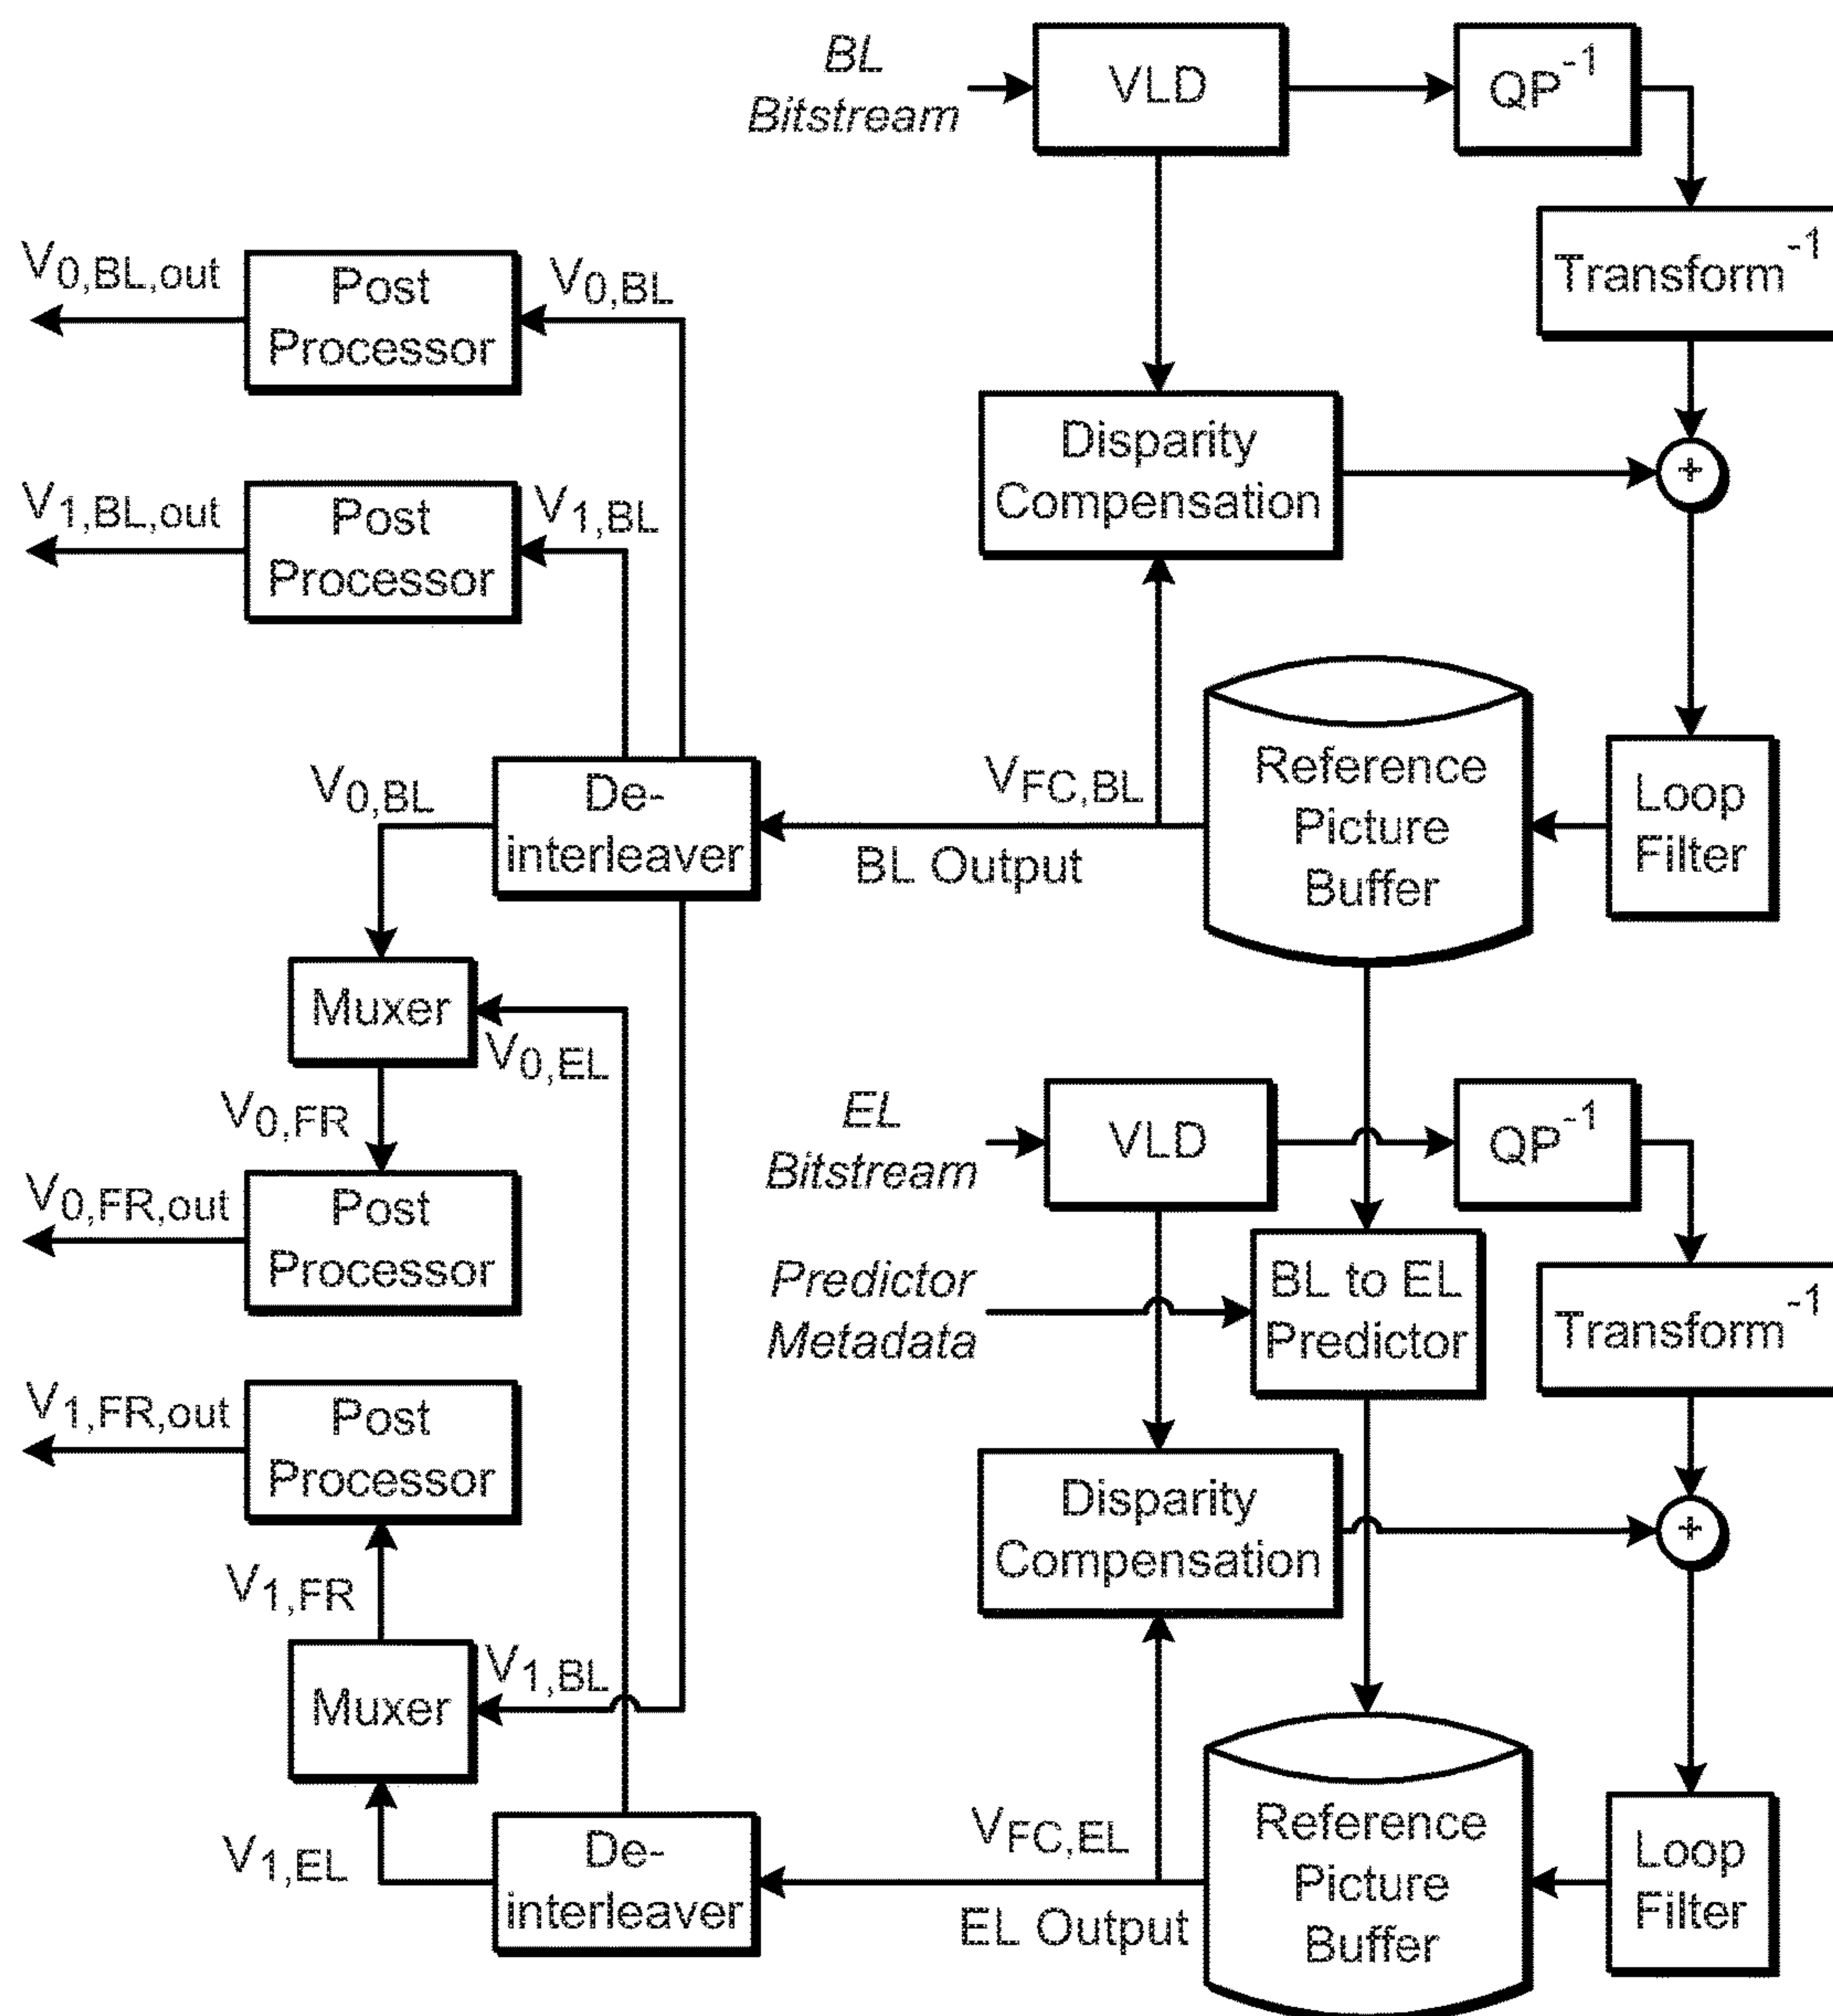 BL
Bitstream
VLD
QP-1
Transform-1
V0,BL,out
Post
Processor
V0,BL
Disparity
Compensation
+
V1,BL,out
Post
Processor
V1,BL
V0,BL
De-
interleaver
VFC,BL
BL Output
Reference
Picture
Buffer
Loop
Filter
Muxer
V0,EL
V0,FR
EL
Bitstream
VLD
QP-1
V0,FR,out
Post
Processor
Predictor
Metadata
BL to EL
Predictor
Transform-1
V1,FR,out
Post
Processor
Disparity
Compensation
+
V1,FR
Muxer
V1,BL
V1,EL
De-
interleaver
VFC,EL
EL Output
Reference
Picture
Buffer
Loop
Filter